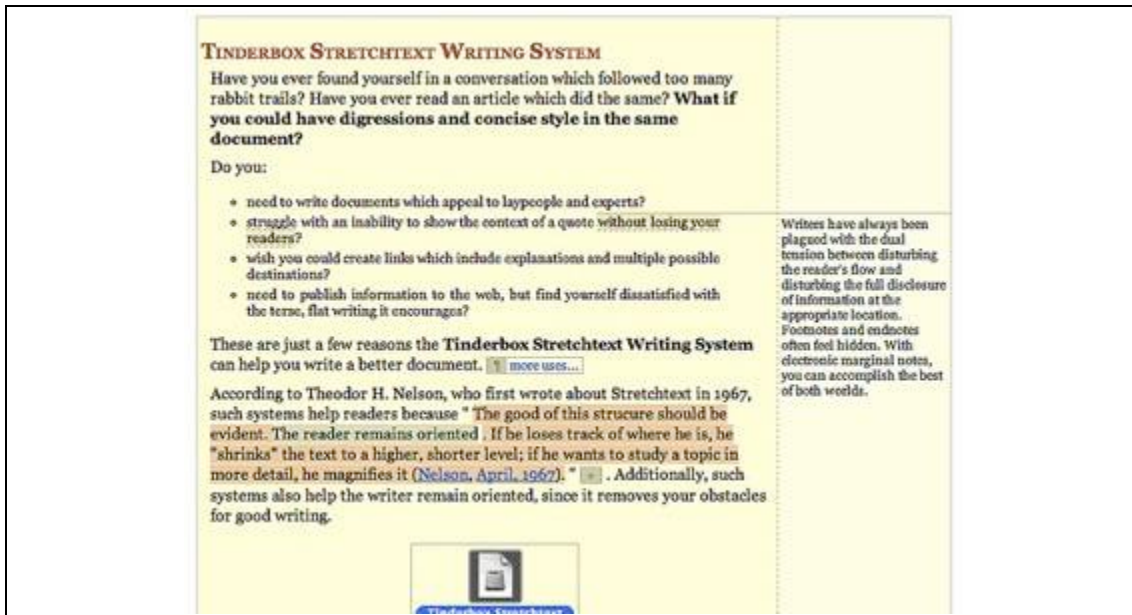 TINDERBOX STRETCHTEXT WRITING SYSTEM
Have you ever found yourself in a conversation which followed too many
rabbit trails? Have you ever read an article which did the same? What if
you could have digressions and concise style in the same
document?
Do you:
need to write documents which appeal to laypeople and experts?
struggle with an inability to show the context of a quote without losing your
readers?
wish you could create links which include explanations and multiple possible
destinations?
need to publish information to the web, but find yourself dissatisfied with
the terse, flat writing it encourages?
These are just a few reasons the Tinderbox Stretchtext Writing System
can help you write a better document. ¶ more uses...
According to Theodor H. Nelson, who first wrote about Stretchtext in 1967,
such systems help readers because " The good of this strucure should be
evident. The reader remains oriented . If he loses track of where he is, he
"shrinks" the text to a higher, shorter level; if he wants to study a topic in
more detail, he magnifies it (Nelson, April, 1967). " + . Additionally, such
systems also help the writer remain oriented, since it removes your obstacles
for good writing.
Tinderbox Stretchtext
Writers have always been
plagued with the dual
tension between disturbing
the reader's flow and
disturbing the full disclosure
of information at the
appropriate location.
Footnotes and endnotes
often feel hidden. With
electronic marginal notes,
you can accomplish the best
of both worlds.